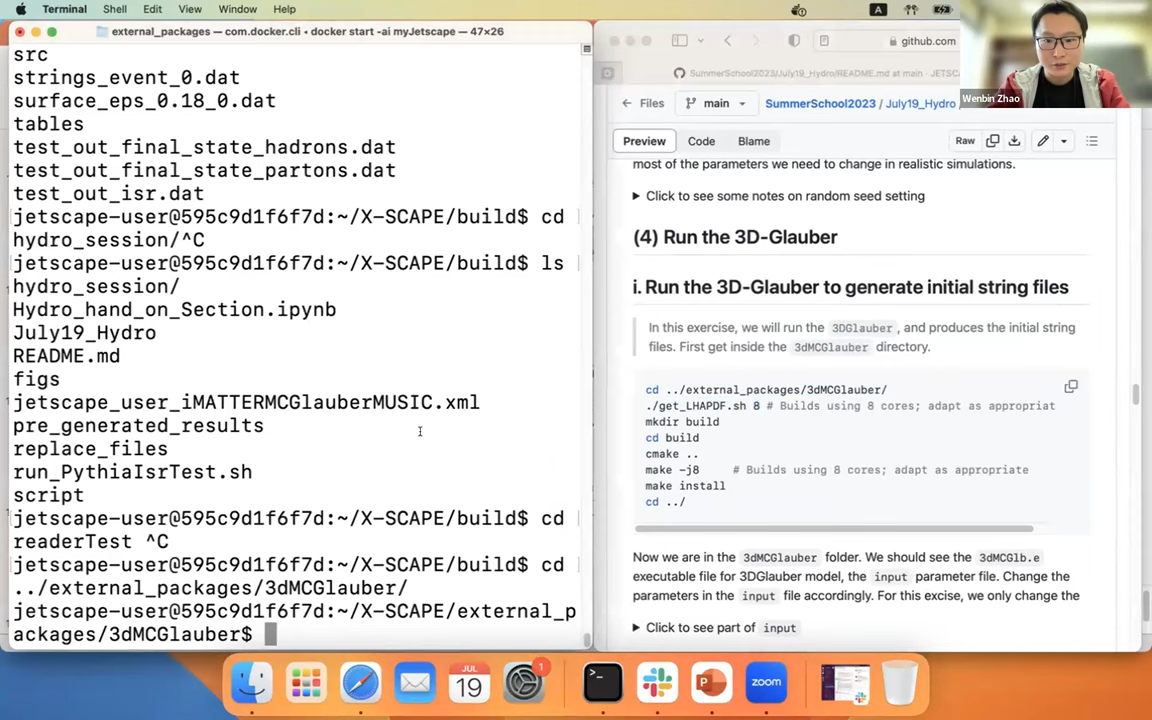 Terminal Shell Edit View Window Help
A
external_packages — com.docker.cli • docker start -ai myJetscape — 47×26
src
strings_event_0.dat
surface_eps_0.18_0.dat
tables
test_out_final_state_hadrons.dat
test_out_final_state_partons.dat
test_out_isr.dat
jetscape-user@595c9d1f6f7d:~/X-SCAPE/build$ cd
hydro_session/^C
jetscape-user@595c9d1f6f7d:~/X-SCAPE/build$ ls
hydro_session/
Hydro_hand_on_Section.ipynb
July19_Hydro
README.md
figs
jetscape_user_iMATTERMCGlauberMUSIC.xml
pre_generated_results
replace_files
run_PythiaIsrTest.sh
script
jetscape-user@595c9d1f6f7d:~/X-SCAPE/build$ cd
readerTest ^C
jetscape-user@595c9d1f6f7d:~/X-SCAPE/build$ cd
../external_packages/3dMCGlauber/
jetscape-user@595c9d1f6f7d:~/X-SCAPE/external_p
ackages/3dMCGlauber$
github.com
SummerSchool2023/July19_Hydro/README.md at main · JETSC
Wenbin Zhao
Files main SummerSchool2023 / July19_Hydro /
Preview Code Blame Raw
most of the parameters we need to change in realistic simulations.
Click to see some notes on random seed setting
(4) Run the 3D-Glauber
i. Run the 3D-Glauber to generate initial string files
In this exercise, we will run the 3DGlauber , and produces the initial string
files. First get inside the 3dMCGlauber directory.
cd ../external_packages/3dMCGlauber/
./get_LHAPDF.sh 8 # Builds using 8 cores; adapt as appropriat
mkdir build
cd build
cmake ..
make -j8 # Builds using 8 cores; adapt as appropriate
make install
cd ../
Now we are in the 3dMCGlauber folder. We should see the 3dMCGlb.e
executable file for 3DGlauber model, the input parameter file. Change the
parameters in the input file accordingly. For this excise, we only change the
Click to see part of input
JUL
19
1
>_
zoom